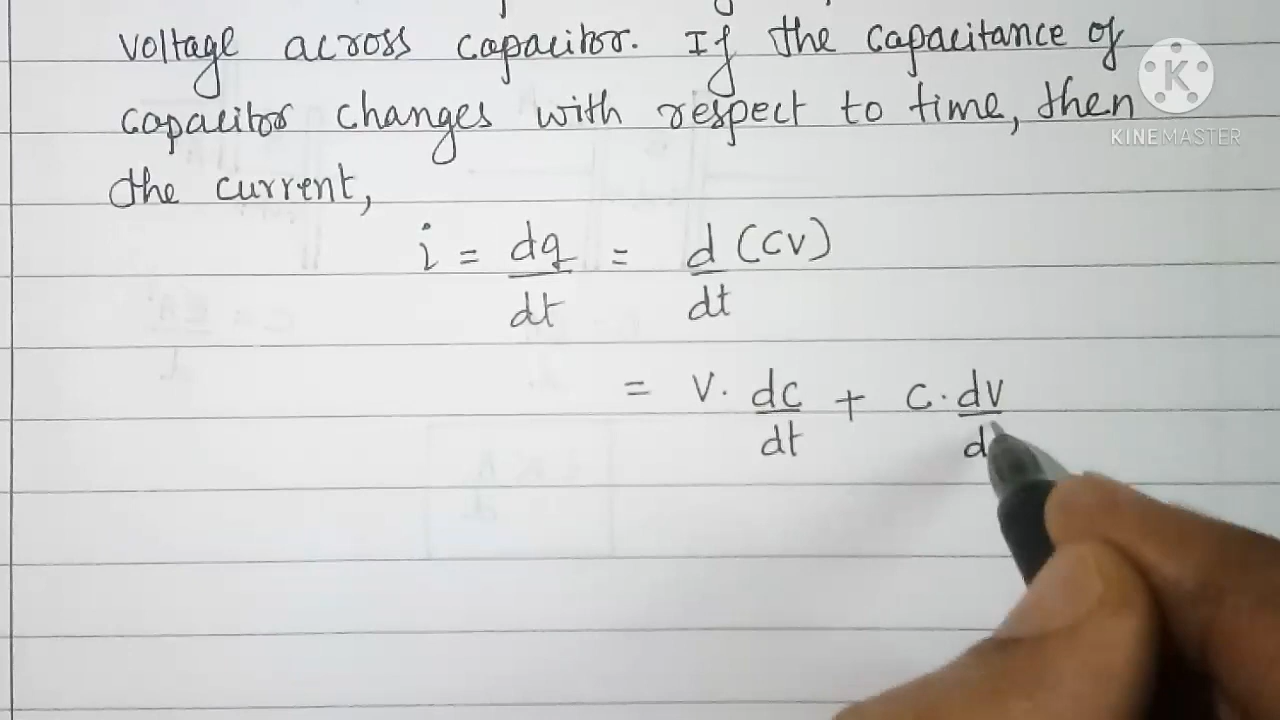 voltage across capacitor. If the capacitance of
capacitor changes with respect to time, then
the current,
i = dq/dt = d/dt (CV)
= V. dc/dt + C. dv/d
K
KINEMASTER